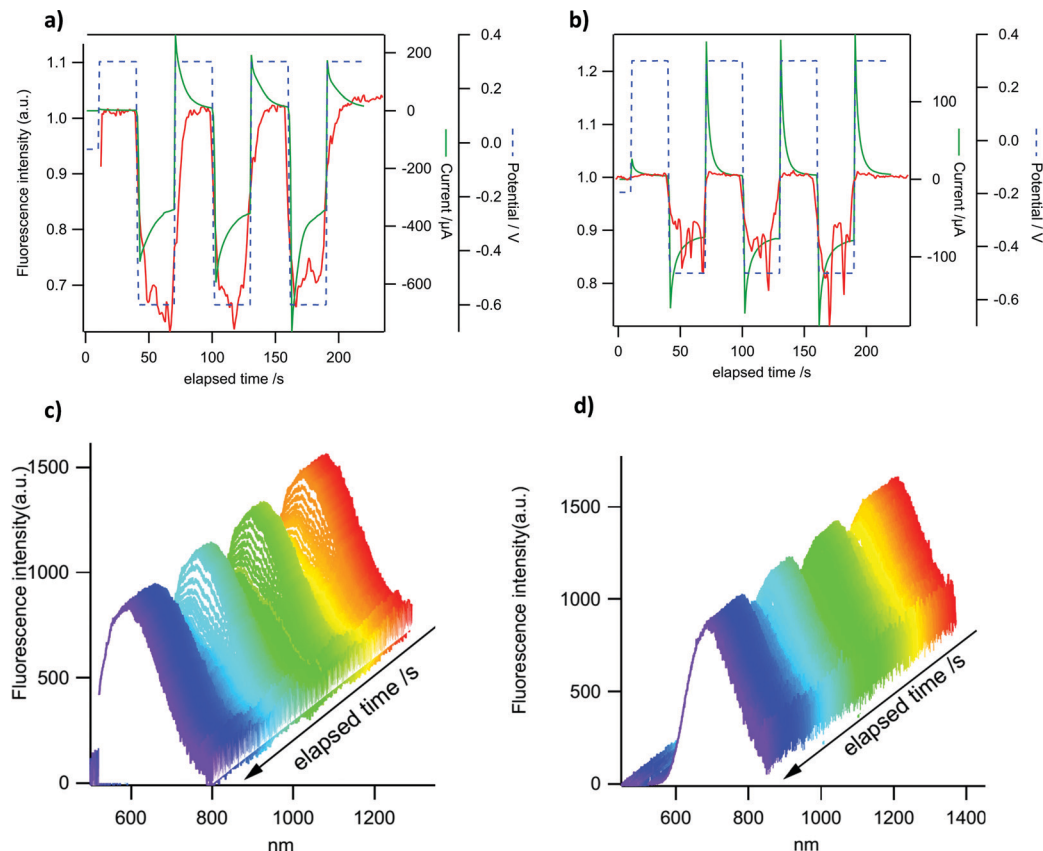 a)
Fluorescence intensity (a.u.)
1.1
1.0
0.9
0.8
0.7
0 50 100 150 200
elapsed time /s
200
0
-200
-400
-600
Current /µA
0.4
0.2
0.0
-0.2
-0.4
-0.6
Potential / V
b)
1.2
1.1
1.0
0.9
0.8
0 50 100 150 200
elapsed time /s
100
0
-100
Current /µA
0.4
0.2
0.0
-0.2
-0.4
-0.6
Potential / V
c)
Fluorescence intensity(a.u.)
1500
1000
500
0
600 800 1000 1200
nm
elapsed time /s
d)
Fluorescence intensity(a.u.)
1500
1000
500
0
600 800 1000 1200 1400
nm
elapsed time /s